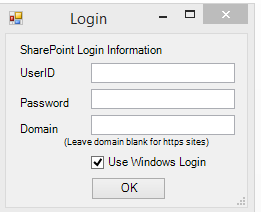 Login
SharePoint Login Information
UserID
Password
Domain
(Leave domain blank for https sites)
Use Windows Login
OK